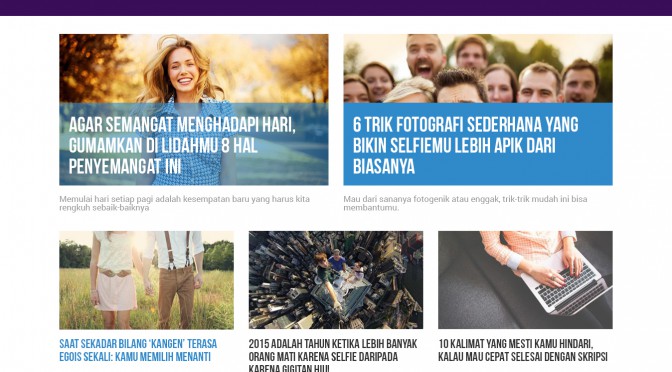 AGAR SEMANGAT MENGHADAPI HARI,
GUMAMKAN DI LIDAHMU 8 HAL
PENYEMANGAT INI
Memulai hari setiap pagi adalah kesempatan baru yang harus kita
rengkuh sebaik-baiknya
6 TRIK FOTOGRAFI SEDERHANA YANG
BIKIN SELFIEMU LEBIH APIK DARI
BIASANYA
Mau dari sananya fotogenik atau enggak, trik-trik mudah ini bisa
membantumu.
SAAT SEKADAR BILANG ‘KANGEN’ TERASA
EGOIS SEKALI: KAMU MEMILIH MENANTI
2015 ADALAH TAHUN KETIKA LEBIH BANYAK
ORANG MATI KARENA SELFIE DARIPADA
KARENA GIGITAN HIU!
10 KALIMAT YANG MESTI KAMU HINDARI,
KALAU MAU CEPAT SELESAI DENGAN SKRIPSI